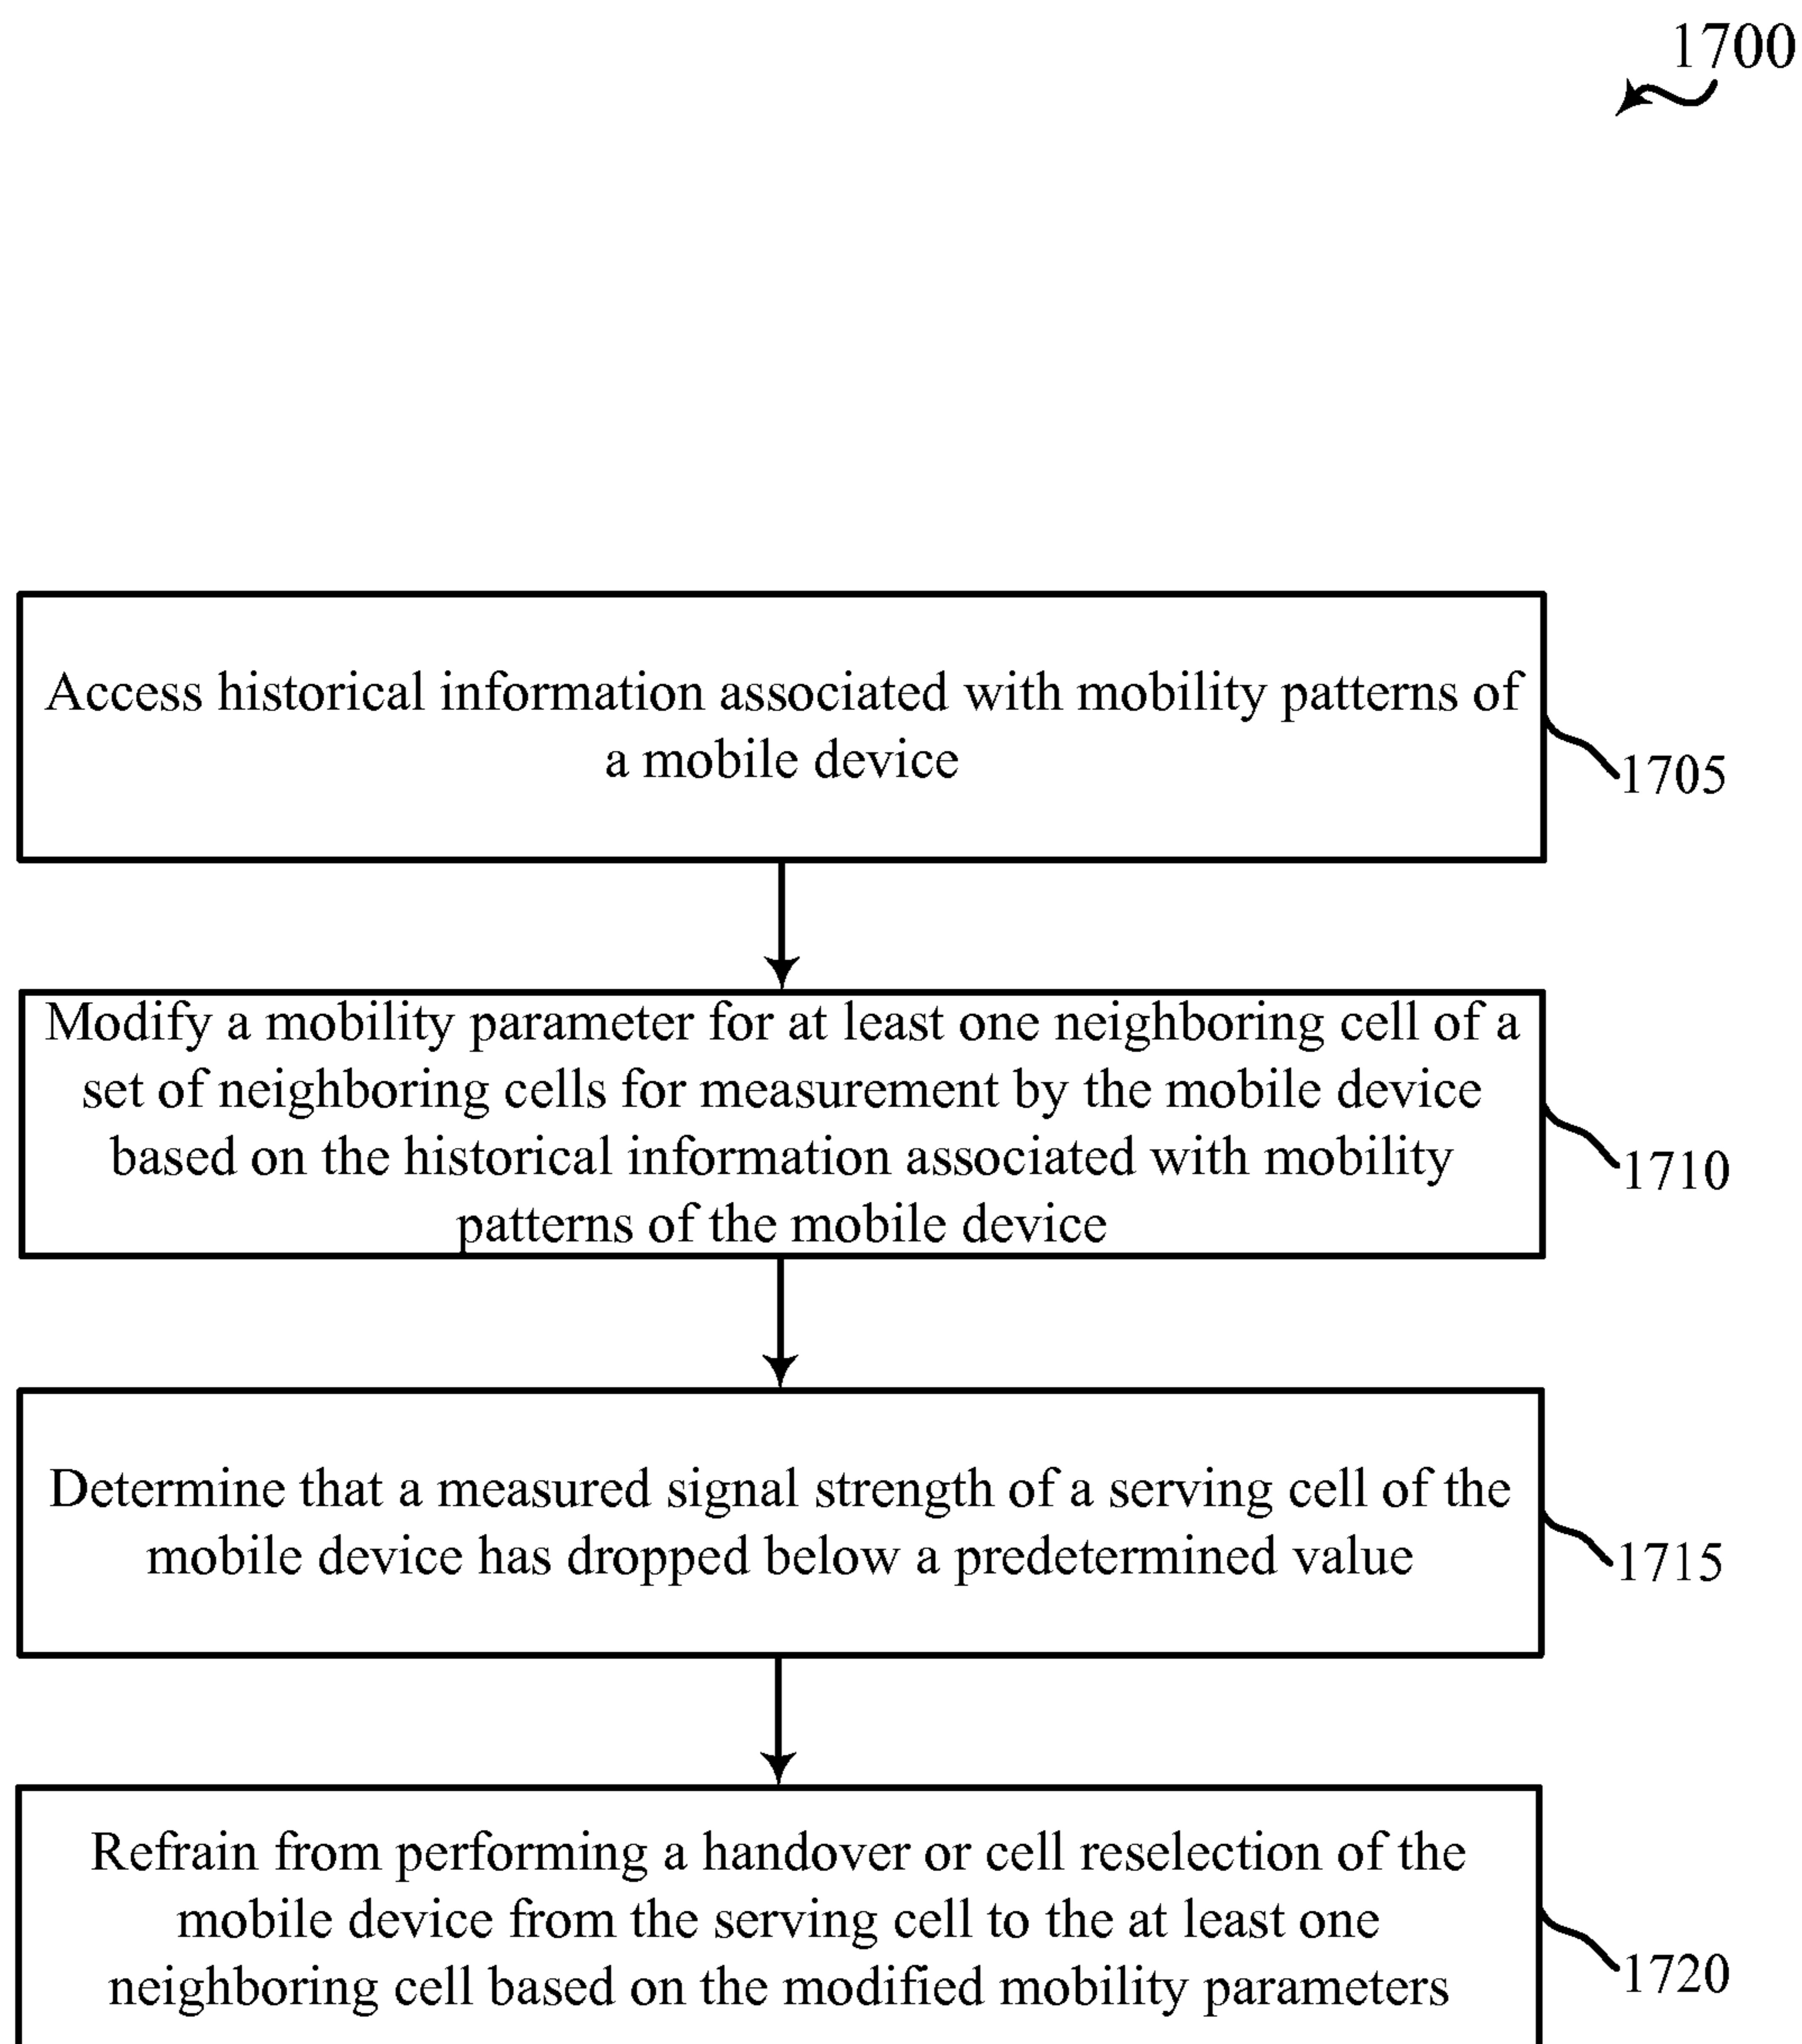 1700
Access historical information associated with mobility patterns of
a mobile device
1705
Modify a mobility parameter for at least one neighboring cell of a
set of neighboring cells for measurement by the mobile device
based on the historical information associated with mobility
patterns of the mobile device
1710
Determine that a measured signal strength of a serving cell of the
mobile device has dropped below a predetermined value
1715
Refrain from performing a handover or cell reselection of the
mobile device from the serving cell to the at least one
neighboring cell based on the modified mobility parameters
1720